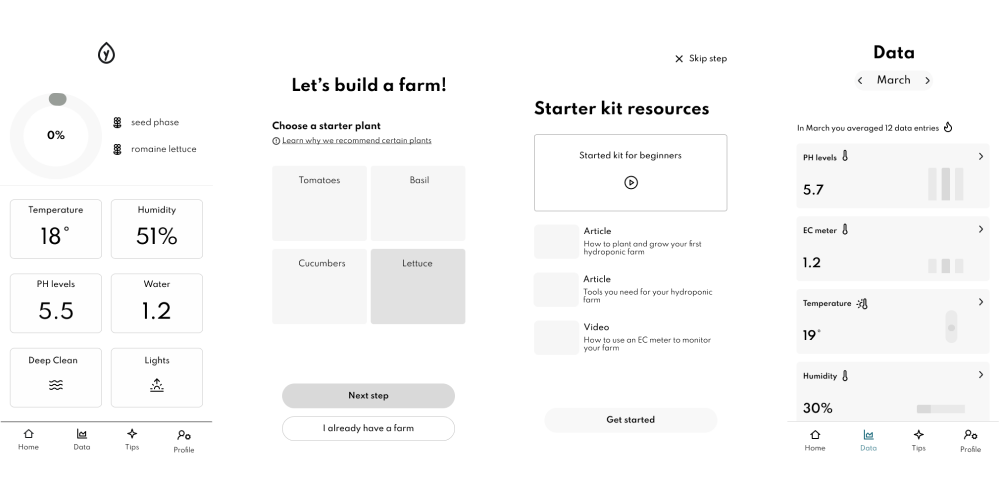 0%
seed phase
romaine lettuce
Temperature
Humidity
18°
51%
PH levels
Water
5.5
1.2
Deep Clean
Lights
Home
Data
Tips
Profile
Let's build a farm!
Choose a starter plant
Learn why we recommend certain plants
Tomatoes
Basil
Cucumbers
Lettuce
Next step
I already have a farm
Skip step
Starter kit resources
Started kit for beginners
Article
How to plant and grow your first
hydroponic farm
Article
Tools you need for your hydroponic
farm
Video
How to use an EC meter to monitor
your farm
Get started
Data
March
In March you averaged 12 data entries
PH levels
5.7
EC meter
1.2
Temperature
19°
Humidity
30%
Home
Data
Tips
Profile